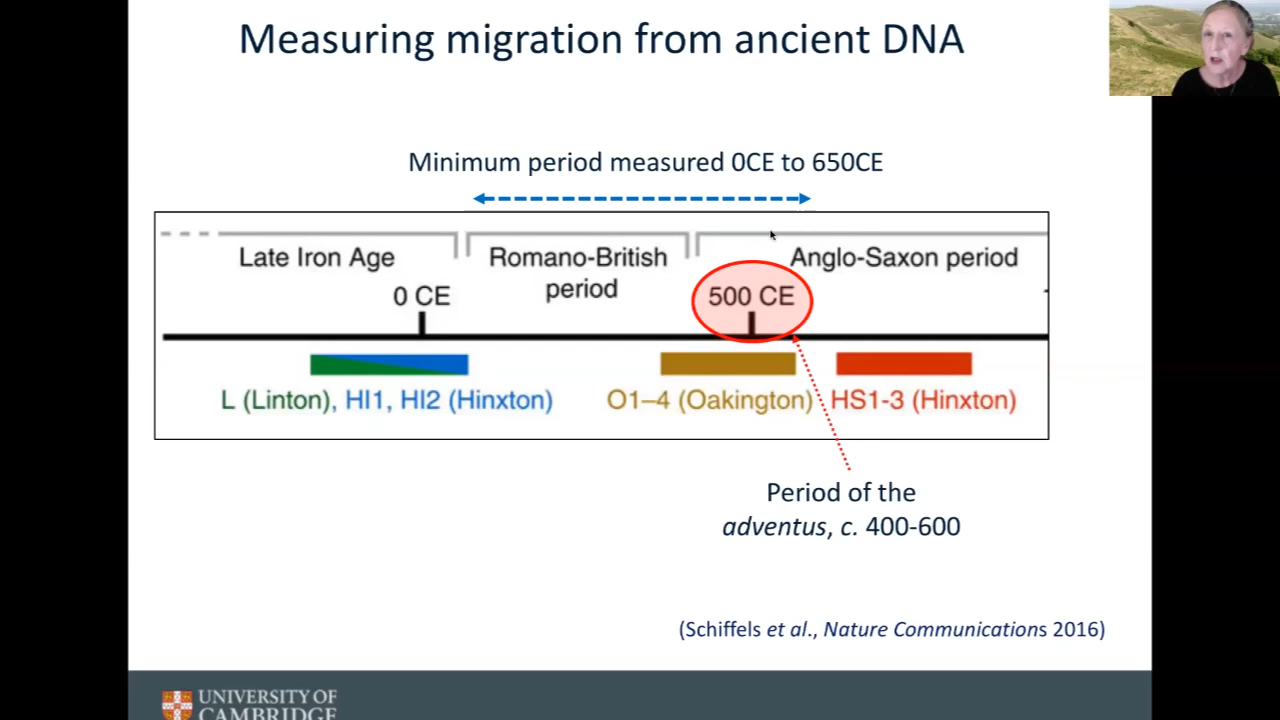 Measuring migration from ancient DNA
Minimum period measured 0CE to 650CE
Late Iron Age
Romano-British
period
Anglo-Saxon period
0 CE
500 CE
L (Linton), HI1, HI2 (Hinxton)
O1–4 (Oakington)
HS1-3 (Hinxton)
Period of the
adventus, c. 400-600
(Schiffels et al., Nature Communications 2016)
UNIVERSITY OF
CAMBRIDGE